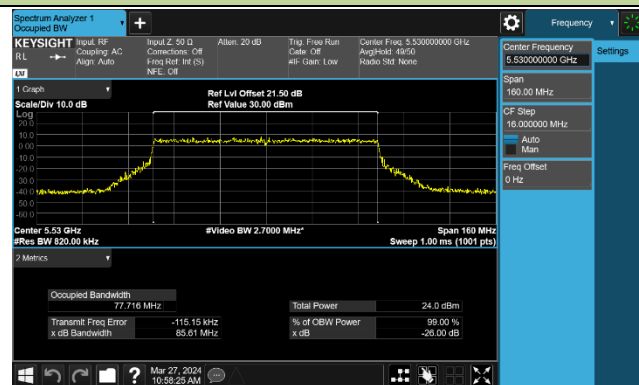 Spectrum Analyzer 1
Occupied BW
Frequency
KEYSIGHT
RL
Input: RF
Coupling: AC
Align: Auto
Input Z: 50 Ω
Corrections: Off
Freq Ref: Int (S)
NFE: Off
Atten: 20 dB
Trig: Free Run
Gate: Off
#IF Gain: Low
Center Freq: 5.530000000 GHz
Avg|Hold: 49/50
Radio Std: None
Center Frequency
5.530000000 GHz
Settings
Span
160.00 MHz
CF Step
16.000000 MHz
Auto
Man
Freq Offset
0 Hz
1 Graph
Scale/Div 10.0 dB
Ref Lvl Offset 21.50 dB
Ref Value 30.00 dBm
Log
20.0
10.0
0.00
-10.0
-20.0
-30.0
-40.0
-50.0
-60.0
Center 5.53 GHz
#Video BW 2.7000 MHz*
Span 160 MHz
#Res BW 820.00 kHz
Sweep 1.00 ms (1001 pts)
2 Metrics
Occupied Bandwidth
77.716 MHz
Total Power 24.0 dBm
Transmit Freq Error -115.15 kHz
% of OBW Power 99.00 %
x dB Bandwidth 85.61 MHz
x dB -26.00 dB
Mar 27, 2024
10:58:25 AM